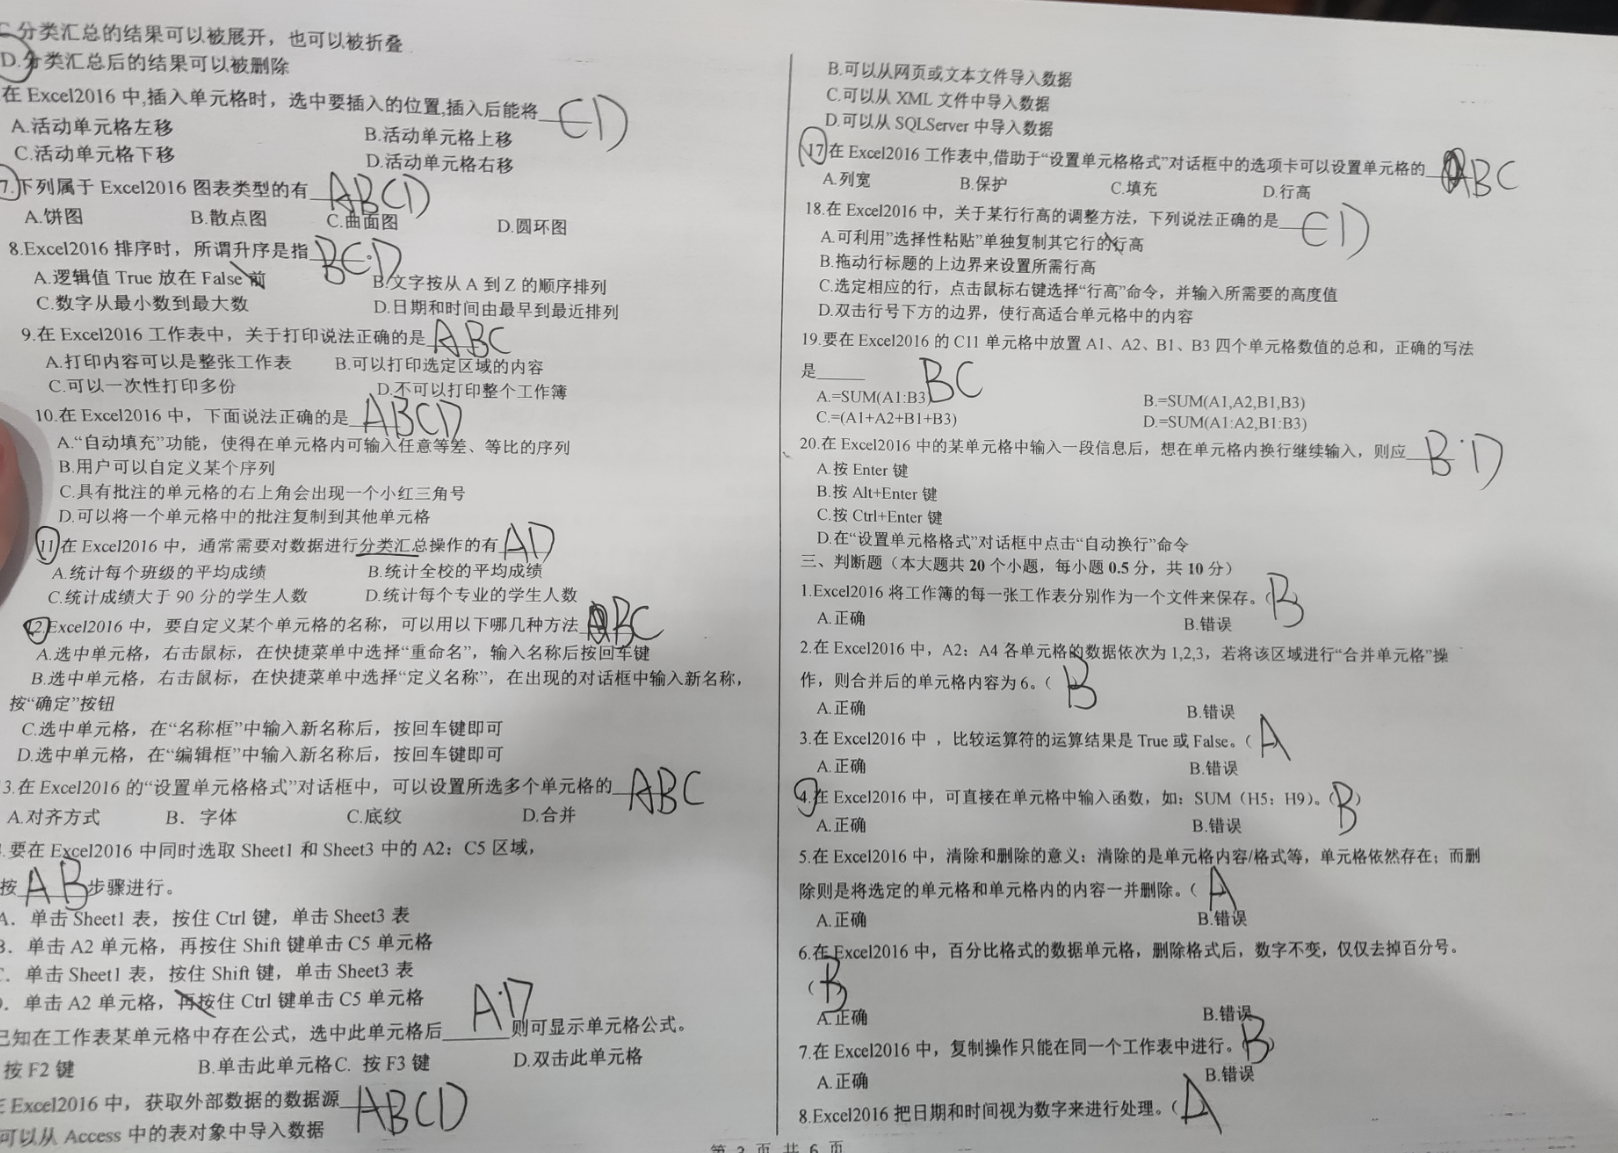 C.分类汇总的结果可以被展开，也可以被折叠
D.分类汇总后的结果可以被删除
在 Excel2016 中,插入单元格时，选中要插入的位置,插入后能将 CD
A.活动单元格左移 B.活动单元格上移
C.活动单元格下移 D.活动单元格右移
7.下列属于 Excel2016 图表类型的有 ABCD
A.饼图 B.散点图 C.曲面图 D.圆环图
8.Excel2016 排序时，所谓升序是指 BCD
A.逻辑值 True 放在 False 前 B.文字按从 A 到 Z 的顺序排列
C.数字从最小数到最大数 D.日期和时间由最早到最近排列
9.在 Excel2016 工作表中，关于打印说法正确的是 ABC
A.打印内容可以是整张工作表 B.可以打印选定区域的内容
C.可以一次性打印多份 D.不可以打印整个工作簿
10.在 Excel2016 中，下面说法正确的是 ABCD
A.“自动填充”功能，使得在单元格内可输入任意等差、等比的序列
B.用户可以自定义某个序列
C.具有批注的单元格的右上角会出现一个小红三角号
D.可以将一个单元格中的批注复制到其他单元格
11.在 Excel2016 中，通常需要对数据进行分类汇总操作的有 AD
A.统计每个班级的平均成绩 B.统计全校的平均成绩
C.统计成绩大于 90 分的学生人数 D.统计每个专业的学生人数
12.Excel2016 中，要自定义某个单元格的名称，可以用以下哪几种方法 BC
A.选中单元格，右击鼠标，在快捷菜单中选择“重命名”，输入名称后按回车键
B.选中单元格，右击鼠标，在快捷菜单中选择“定义名称”，在出现的对话框中输入新名称，
按“确定”按钮
C.选中单元格，在“名称框”中输入新名称后，按回车键即可
D.选中单元格，在“编辑框”中输入新名称后，按回车键即可
3.在 Excel2016 的“设置单元格格式”对话框中，可以设置所选多个单元格的 ABC
A.对齐方式 B．字体 C.底纹 D.合并
.要在 Excel2016 中同时选取 Sheet1 和 Sheet3 中的 A2：C5 区域，
按 AB 步骤进行。
A．单击 Sheet1 表，按住 Ctrl 键，单击 Sheet3 表
B．单击 A2 单元格，再按住 Shift 键单击 C5 单元格
C．单击 Sheet1 表，按住 Shift 键，单击 Sheet3 表
D．单击 A2 单元格，再按住 Ctrl 键单击 C5 单元格
已知在工作表某单元格中存在公式，选中此单元格后 AD 则可显示单元格公式。
按 F2 键 B.单击此单元格 C. 按 F3 键 D.双击此单元格
在 Excel2016 中，获取外部数据的数据源 ABCD
可以从 Access 中的表对象中导入数据
B.可以从网页或文本文件导入数据
C.可以从 XML 文件中导入数据
D.可以从 SQLServer 中导入数据
17.在 Excel2016 工作表中,借助于“设置单元格格式”对话框中的选项卡可以设置单元格的 BC
A.列宽 B.保护 C.填充 D.行高
18.在 Excel2016 中，关于某行行高的调整方法，下列说法正确的是 CD
A.可利用”选择性粘贴”单独复制其它行的行高
B.拖动行标题的上边界来设置所需行高
C.选定相应的行，点击鼠标右键选择“行高”命令，并输入所需要的高度值
D.双击行号下方的边界，使行高适合单元格中的内容
19.要在 Excel2016 的 C11 单元格中放置 A1、A2、B1、B3 四个单元格数值的总和，正确的写法
是 BC
A.=SUM(A1:B3) B.=SUM(A1,A2,B1,B3)
C.=(A1+A2+B1+B3) D.=SUM(A1:A2,B1:B3)
20.在 Excel2016 中的某单元格中输入一段信息后，想在单元格内换行继续输入，则应 BD
A.按 Enter 键
B.按 Alt+Enter 键
C.按 Ctrl+Enter 键
D.在“设置单元格格式”对话框中点击“自动换行”命令
三、判断题（本大题共 20 个小题，每小题 0.5 分，共 10 分）
1.Excel2016 将工作簿的每一张工作表分别作为一个文件来保存。(B)
A.正确 B.错误
2.在 Excel2016 中，A2：A4 各单元格的数据依次为 1,2,3，若将该区域进行“合并单元格”操
作，则合并后的单元格内容为 6。(B)
A.正确 B.错误
3.在 Excel2016 中 ，比较运算符的运算结果是 True 或 False。(A)
A.正确 B.错误
4.在 Excel2016 中，可直接在单元格中输入函数，如：SUM（H5：H9）。(B)
A.正确 B.错误
5.在 Excel2016 中，清除和删除的意义：清除的是单元格内容/格式等，单元格依然存在；而删
除则是将选定的单元格和单元格内的内容一并删除。(A
A.正确 B.错误
6.在 Excel2016 中，百分比格式的数据单元格，删除格式后，数字不变，仅仅去掉百分号。
(B)
A.正确 B.错误
7.在 Excel2016 中，复制操作只能在同一个工作表中进行。(B)
A.正确 B.错误
8.Excel2016 把日期和时间视为数字来进行处理。(A)
第 3 页 共 6 页